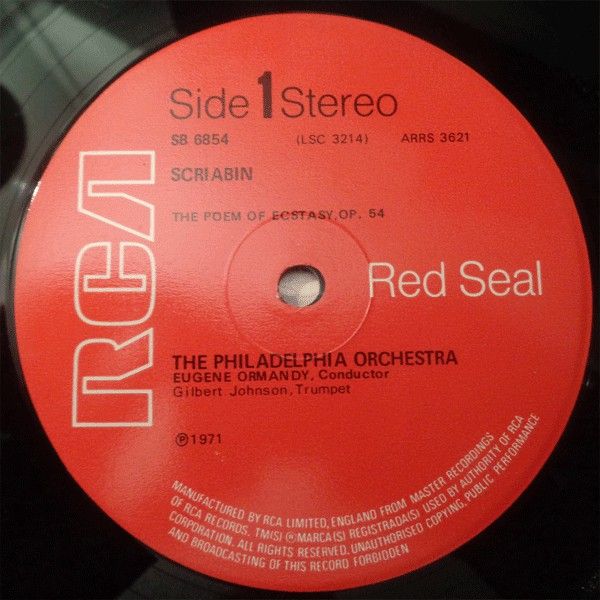 Side 1 Stereo
SB 6854 (LSC 3214) ARRS 3621
SCRIABIN
THE POEM OF ECSTASY, OP. 54
RCA
Red Seal
THE PHILADELPHIA ORCHESTRA
EUGENE ORMANDY, Conductor
Gilbert Johnson, Trumpet
℗1971
MANUFACTURED BY RCA LIMITED, ENGLAND FROM MASTER RECORDINGS
OF RCA RECORDS, TM(S) ® MARCA(S) REGISTRADA(S) USED BY AUTHORITY OF RCA
CORPORATION. ALL RIGHTS RESERVED. UNAUTHORISED COPYING, PUBLIC PERFORMANCE
AND BROADCASTING OF THIS RECORD FORBIDDEN